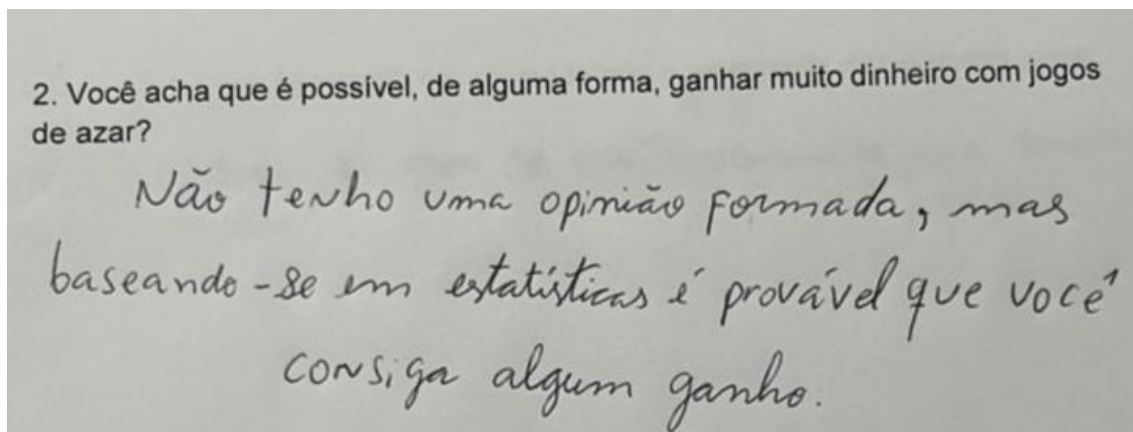 2. Você acha que é possível, de alguma forma, ganhar muito dinheiro com jogos
de azar?
Não tenho uma opinião formada, mas
baseando-se em estatísticas é provável que você
consiga algum ganho.